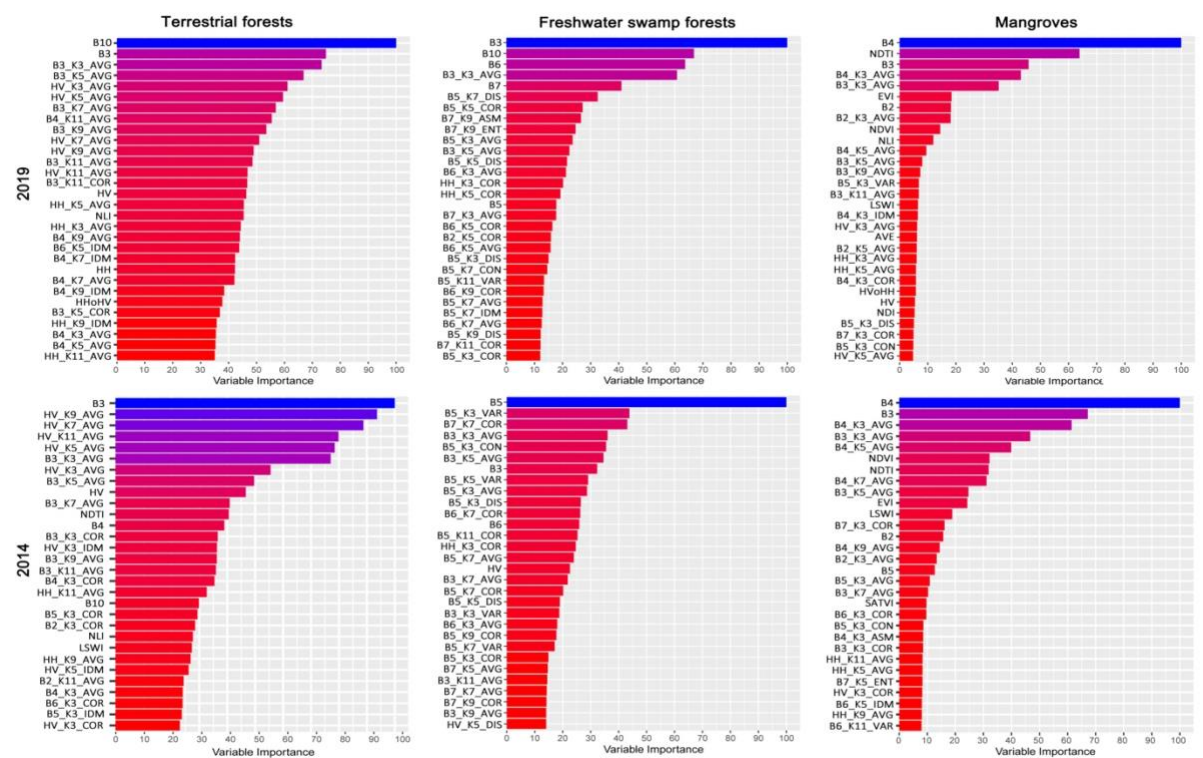 Terrestrial forests
Freshwater swamp forests
Mangroves
2019
B10
B3
B3_K3_AVG
B3_K5_AVG
HV_K3_AVG
HV_K5_AVG
B3_K7_AVG
B4_K11_AVG
B3_K9_AVG
HV_K7_AVG
HV_K9_AVG
B3_K11_AVG
HV_K11_AVG
B3_K11_COR
HV
HH_K5_AVG
NLI
HH_K3_AVG
B4_K9_AVG
B6_K5_IDM
B4_K7_IDM
HH
B4_K7_AVG
B4_K9_IDM
HHoHV
B3_K5_COR
HH_K9_IDM
B4_K3_AVG
B4_K5_AVG
HH_K11_AVG
0 10 20 30 40 50 60 70 80 90 100
Variable Importance
B3
B10
B6
B3_K3_AVG
B7
B5_K7_DIS
B5_K5_COR
B7_K9_ASM
B7_K9_ENT
B5_K3_AVG
B3_K5_AVG
B5_K5_DIS
B6_K3_AVG
HH_K3_COR
HH_K5_COR
B5
B7_K3_AVG
B6_K5_COR
B2_K5_COR
B6_K5_AVG
B5_K3_DIS
B5_K7_CON
B5_K11_VAR
B6_K9_COR
B5_K7_AVG
B5_K7_IDM
B6_K7_AVG
B5_K9_DIS
B7_K11_COR
B5_K3_COR
0 10 20 30 40 50 60 70 80 90 100
Variable Importance
B4
NDTI
B3
B4_K3_AVG
B3_K3_AVG
EVI
B2
B2_K3_AVG
NDVI
NLI
B4_K5_AVG
B3_K5_AVG
B3_K9_AVG
B5_K3_VAR
B3_K11_AVG
LSWI
B4_K3_IDM
HV_K3_AVG
AVE
B2_K5_AVG
HH_K3_AVG
HH_K5_AVG
B4_K3_COR
HVoHH
HV
NDI
B5_K3_DIS
B7_K3_COR
B5_K3_CON
HV_K5_AVG
0 10 20 30 40 50 60 70 80 90 100
Variable Importance
2014
B3
HV_K9_AVG
HV_K7_AVG
HV_K11_AVG
HV_K5_AVG
B3_K3_AVG
HV_K3_AVG
B3_K5_AVG
HV
B3_K7_AVG
NDTI
B4
B3_K3_COR
HV_K3_IDM
B3_K9_AVG
B3_K11_AVG
B4_K3_COR
HH_K11_AVG
B10
B5_K3_COR
B2_K3_COR
NLI
LSWI
HH_K9_AVG
HV_K5_IDM
B2_K11_AVG
B4_K3_AVG
B6_K3_COR
B5_K3_IDM
HV_K3_COR
0 10 20 30 40 50 60 70 80 90 100
Variable Importance
B5
B5_K3_VAR
B7_K7_COR
B3_K3_AVG
B5_K3_CON
B3_K5_AVG
B3
B5_K5_VAR
B5_K3_AVG
B5_K3_DIS
B6_K7_COR
B6
B5_K11_COR
HH_K3_COR
B5_K7_AVG
HV
B3_K7_AVG
B5_K7_COR
B5_K5_DIS
B3_K3_VAR
B6_K3_AVG
B5_K9_COR
B5_K7_VAR
B5_K3_COR
B7_K5_AVG
B3_K11_AVG
B7_K7_AVG
B7_K9_COR
B3_K9_AVG
HV_K5_DIS
0 10 20 30 40 50 60 70 80 90 100
Variable Importance
B4
B3
B4_K3_AVG
B3_K3_AVG
B4_K5_AVG
NDVI
NDTI
B4_K7_AVG
B3_K5_AVG
EVI
LSWI
B7_K3_COR
B2
B4_K9_AVG
B2_K3_AVG
B5
B5_K3_AVG
B3_K7_AVG
SATVI
B6_K3_COR
B5_K3_CON
B4_K3_ASM
B3_K3_COR
HH_K11_AVG
HH_K5_AVG
B7_K5_ENT
HV_K3_COR
B6_K5_IDM
HH_K9_AVG
B6_K11_VAR
0 10 20 30 40 50 60 70 80 90 100
Variable Importance